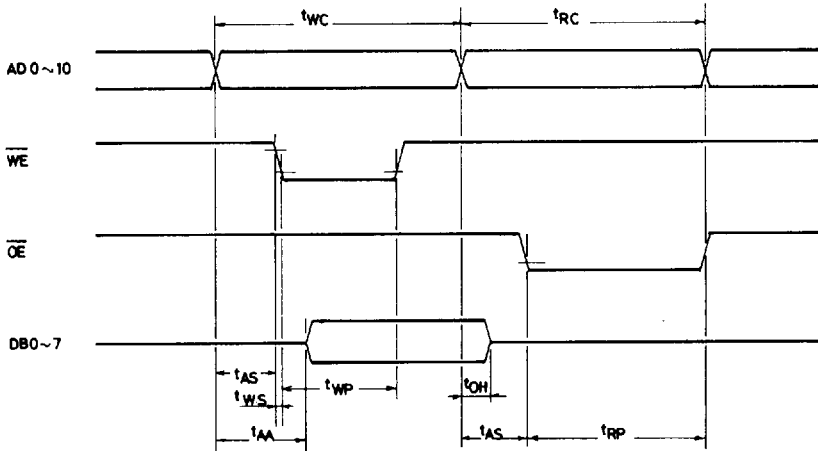 tWC tRC
AD 0~10
WE
OE
DB0~7
tAS tWP tOH
tWS
tAA tAS tRP